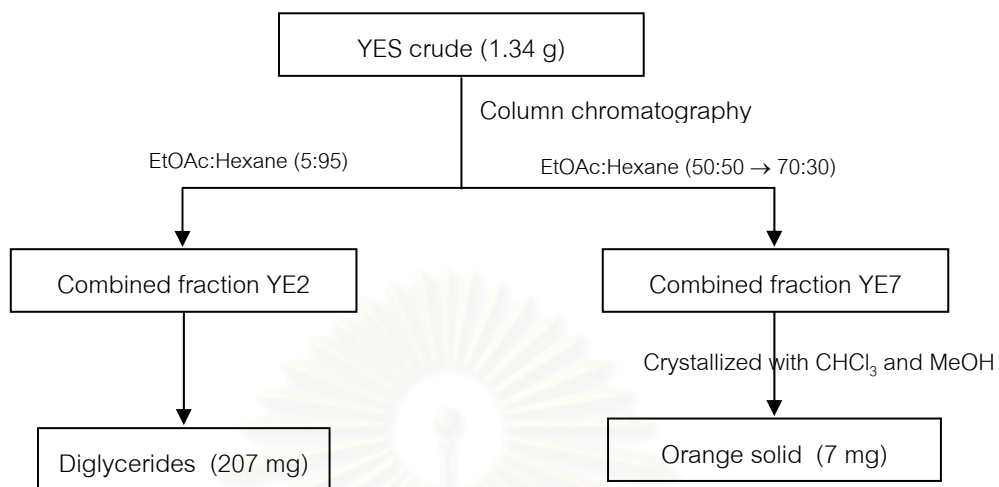 YES crude (1.34 g)
Column chromatography
EtOAc:Hexane (5:95)
EtOAc:Hexane (50:50 → 70:30)
Combined fraction YE2
Combined fraction YE7
Crystallized with CHCl₃ and MeOH
Diglycerides (207 mg)
Orange solid (7 mg)